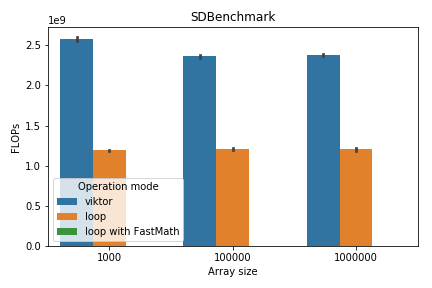 SDBenchmark
1e9
2.5
2.0
1.5
1.0
0.5
0.0
FLOPs
Operation mode
viktor
loop
loop with FastMath
1000
100000
1000000
Array size